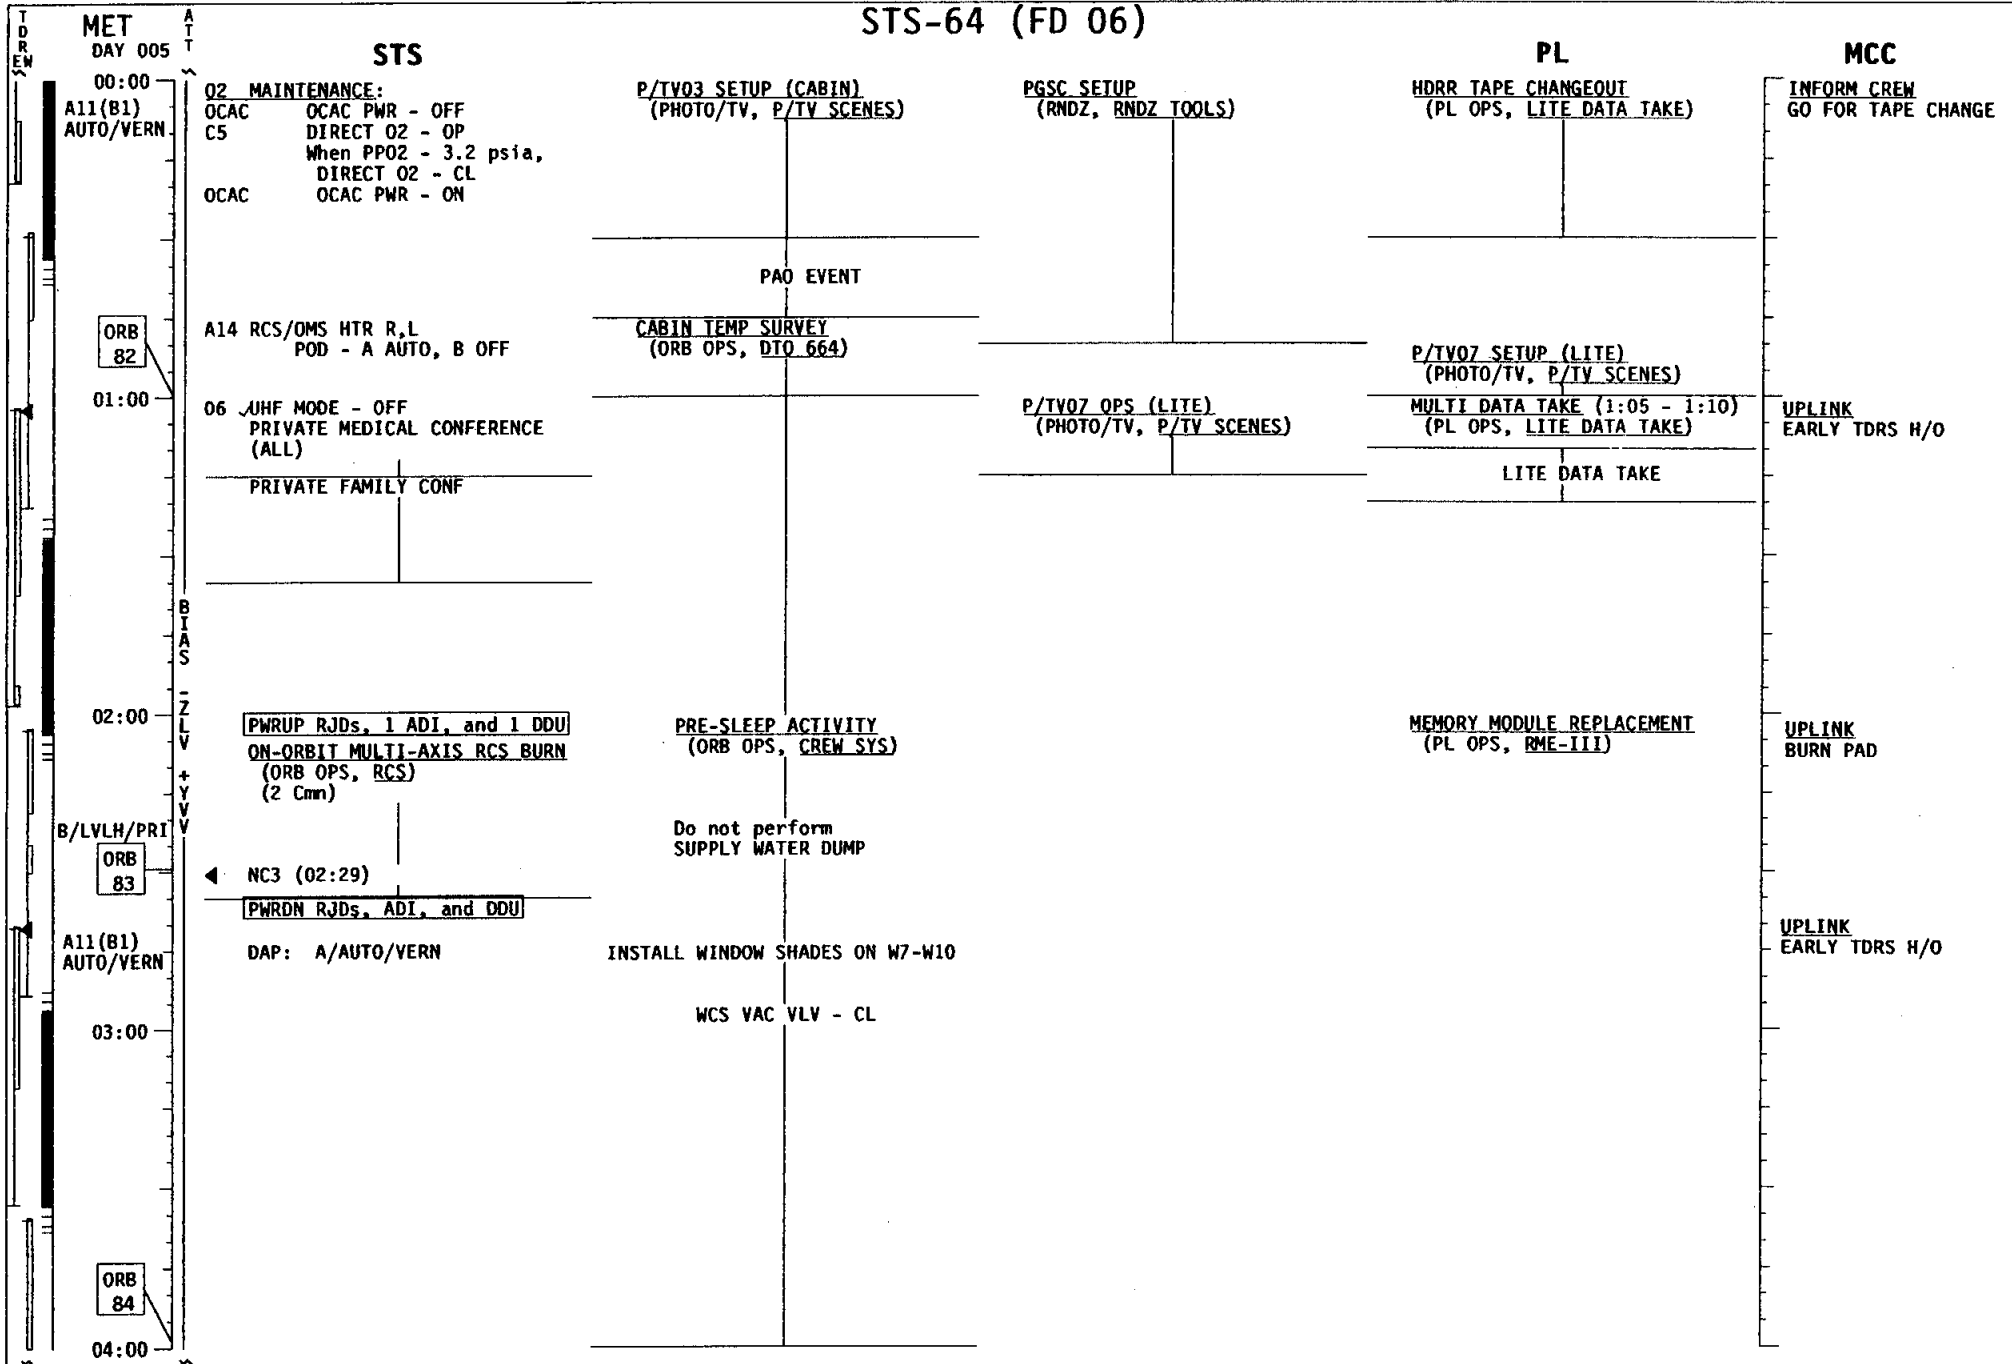 STS-64 (FD 06)
TDRE W
MET
DAY 005
ATT
STS
PL
MCC
00:00
A11(B1)
AUTO/VERN
O2 MAINTENANCE:
OCAC OCAC PWR - OFF
C5 DIRECT O2 - OP
When PPO2 - 3.2 psia,
DIRECT O2 - CL
OCAC OCAC PWR - ON
P/TV03 SETUP (CABIN)
(PHOTO/TV, P/TV SCENES)
PGSC SETUP
(RNDZ, RNDZ TOOLS)
HDRR TAPE CHANGEOUT
(PL OPS, LITE DATA TAKE)
INFORM CREW
GO FOR TAPE CHANGE
PAO EVENT
ORB
82
A14 RCS/OMS HTR R,L
POD - A AUTO, B OFF
CABIN TEMP SURVEY
(ORB OPS, DTO 664)
P/TV07 SETUP (LITE)
(PHOTO/TV, P/TV SCENES)
01:00
O6 ✓UHF MODE - OFF
PRIVATE MEDICAL CONFERENCE
(ALL)
P/TV07 OPS (LITE)
(PHOTO/TV, P/TV SCENES)
MULTI DATA TAKE (1:05 - 1:10)
(PL OPS, LITE DATA TAKE)
UPLINK
EARLY TDRS H/O
PRIVATE FAMILY CONF
LITE DATA TAKE
BIAS -ZLV +YVV
02:00
PWRUP RJDs, 1 ADI, and 1 DDU
ON-ORBIT MULTI-AXIS RCS BURN
(ORB OPS, RCS)
(2 Cmn)
PRE-SLEEP ACTIVITY
(ORB OPS, CREW SYS)
MEMORY MODULE REPLACEMENT
(PL OPS, RME-III)
UPLINK
BURN PAD
B/LVLH/PRI
Do not perform
SUPPLY WATER DUMP
ORB
83
NC3 (02:29)
PWRDN RJDs, ADI, and DDU
A11(B1)
AUTO/VERN
DAP: A/AUTO/VERN
INSTALL WINDOW SHADES ON W7-W10
UPLINK
EARLY TDRS H/O
WCS VAC VLV - CL
03:00
ORB
84
04:00